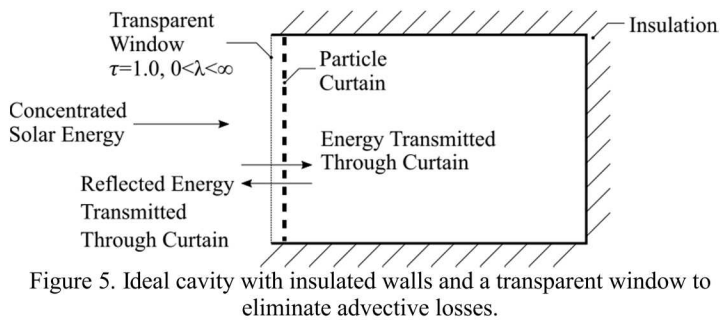 Transparent
Window
τ=1.0, 0<λ<∞
Insulation
Particle
Curtain
Concentrated
Solar Energy
Energy Transmitted
Through Curtain
Reflected Energy
Transmitted
Through Curtain
Figure 5. Ideal cavity with insulated walls and a transparent window to
eliminate advective losses.